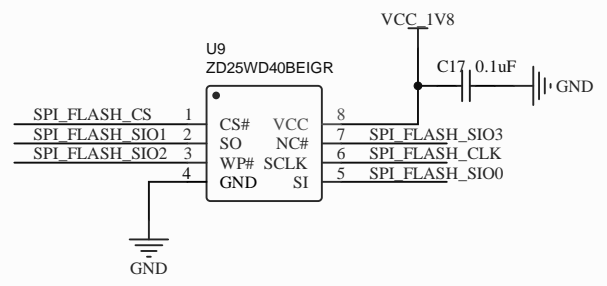 VCC_1V8
U9
ZD25WD40BEIGR
C17 0.1uF
GND
SPI_FLASH_CS 1 CS# VCC 8
SPI_FLASH_SIO1 2 SO NC# 7 SPI_FLASH_SIO3
SPI_FLASH_SIO2 3 WP# SCLK 6 SPI_FLASH_CLK
4 GND SI 5 SPI_FLASH_SIO0
GND